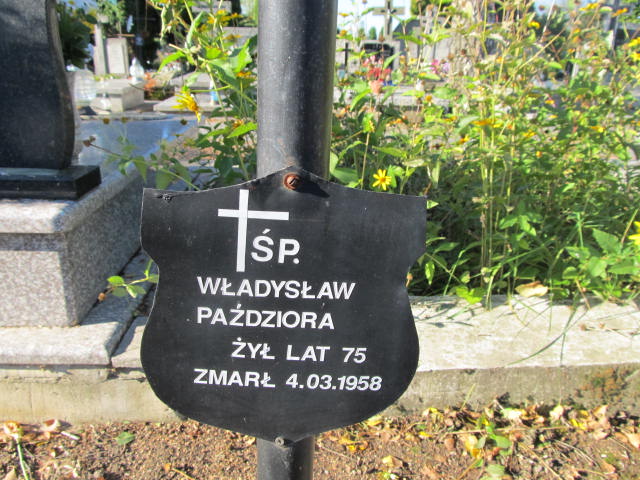 ŚP.
WŁADYSŁAW
PAŹDZIORA
ŻYŁ LAT 75
ZMARŁ 4.03.1958